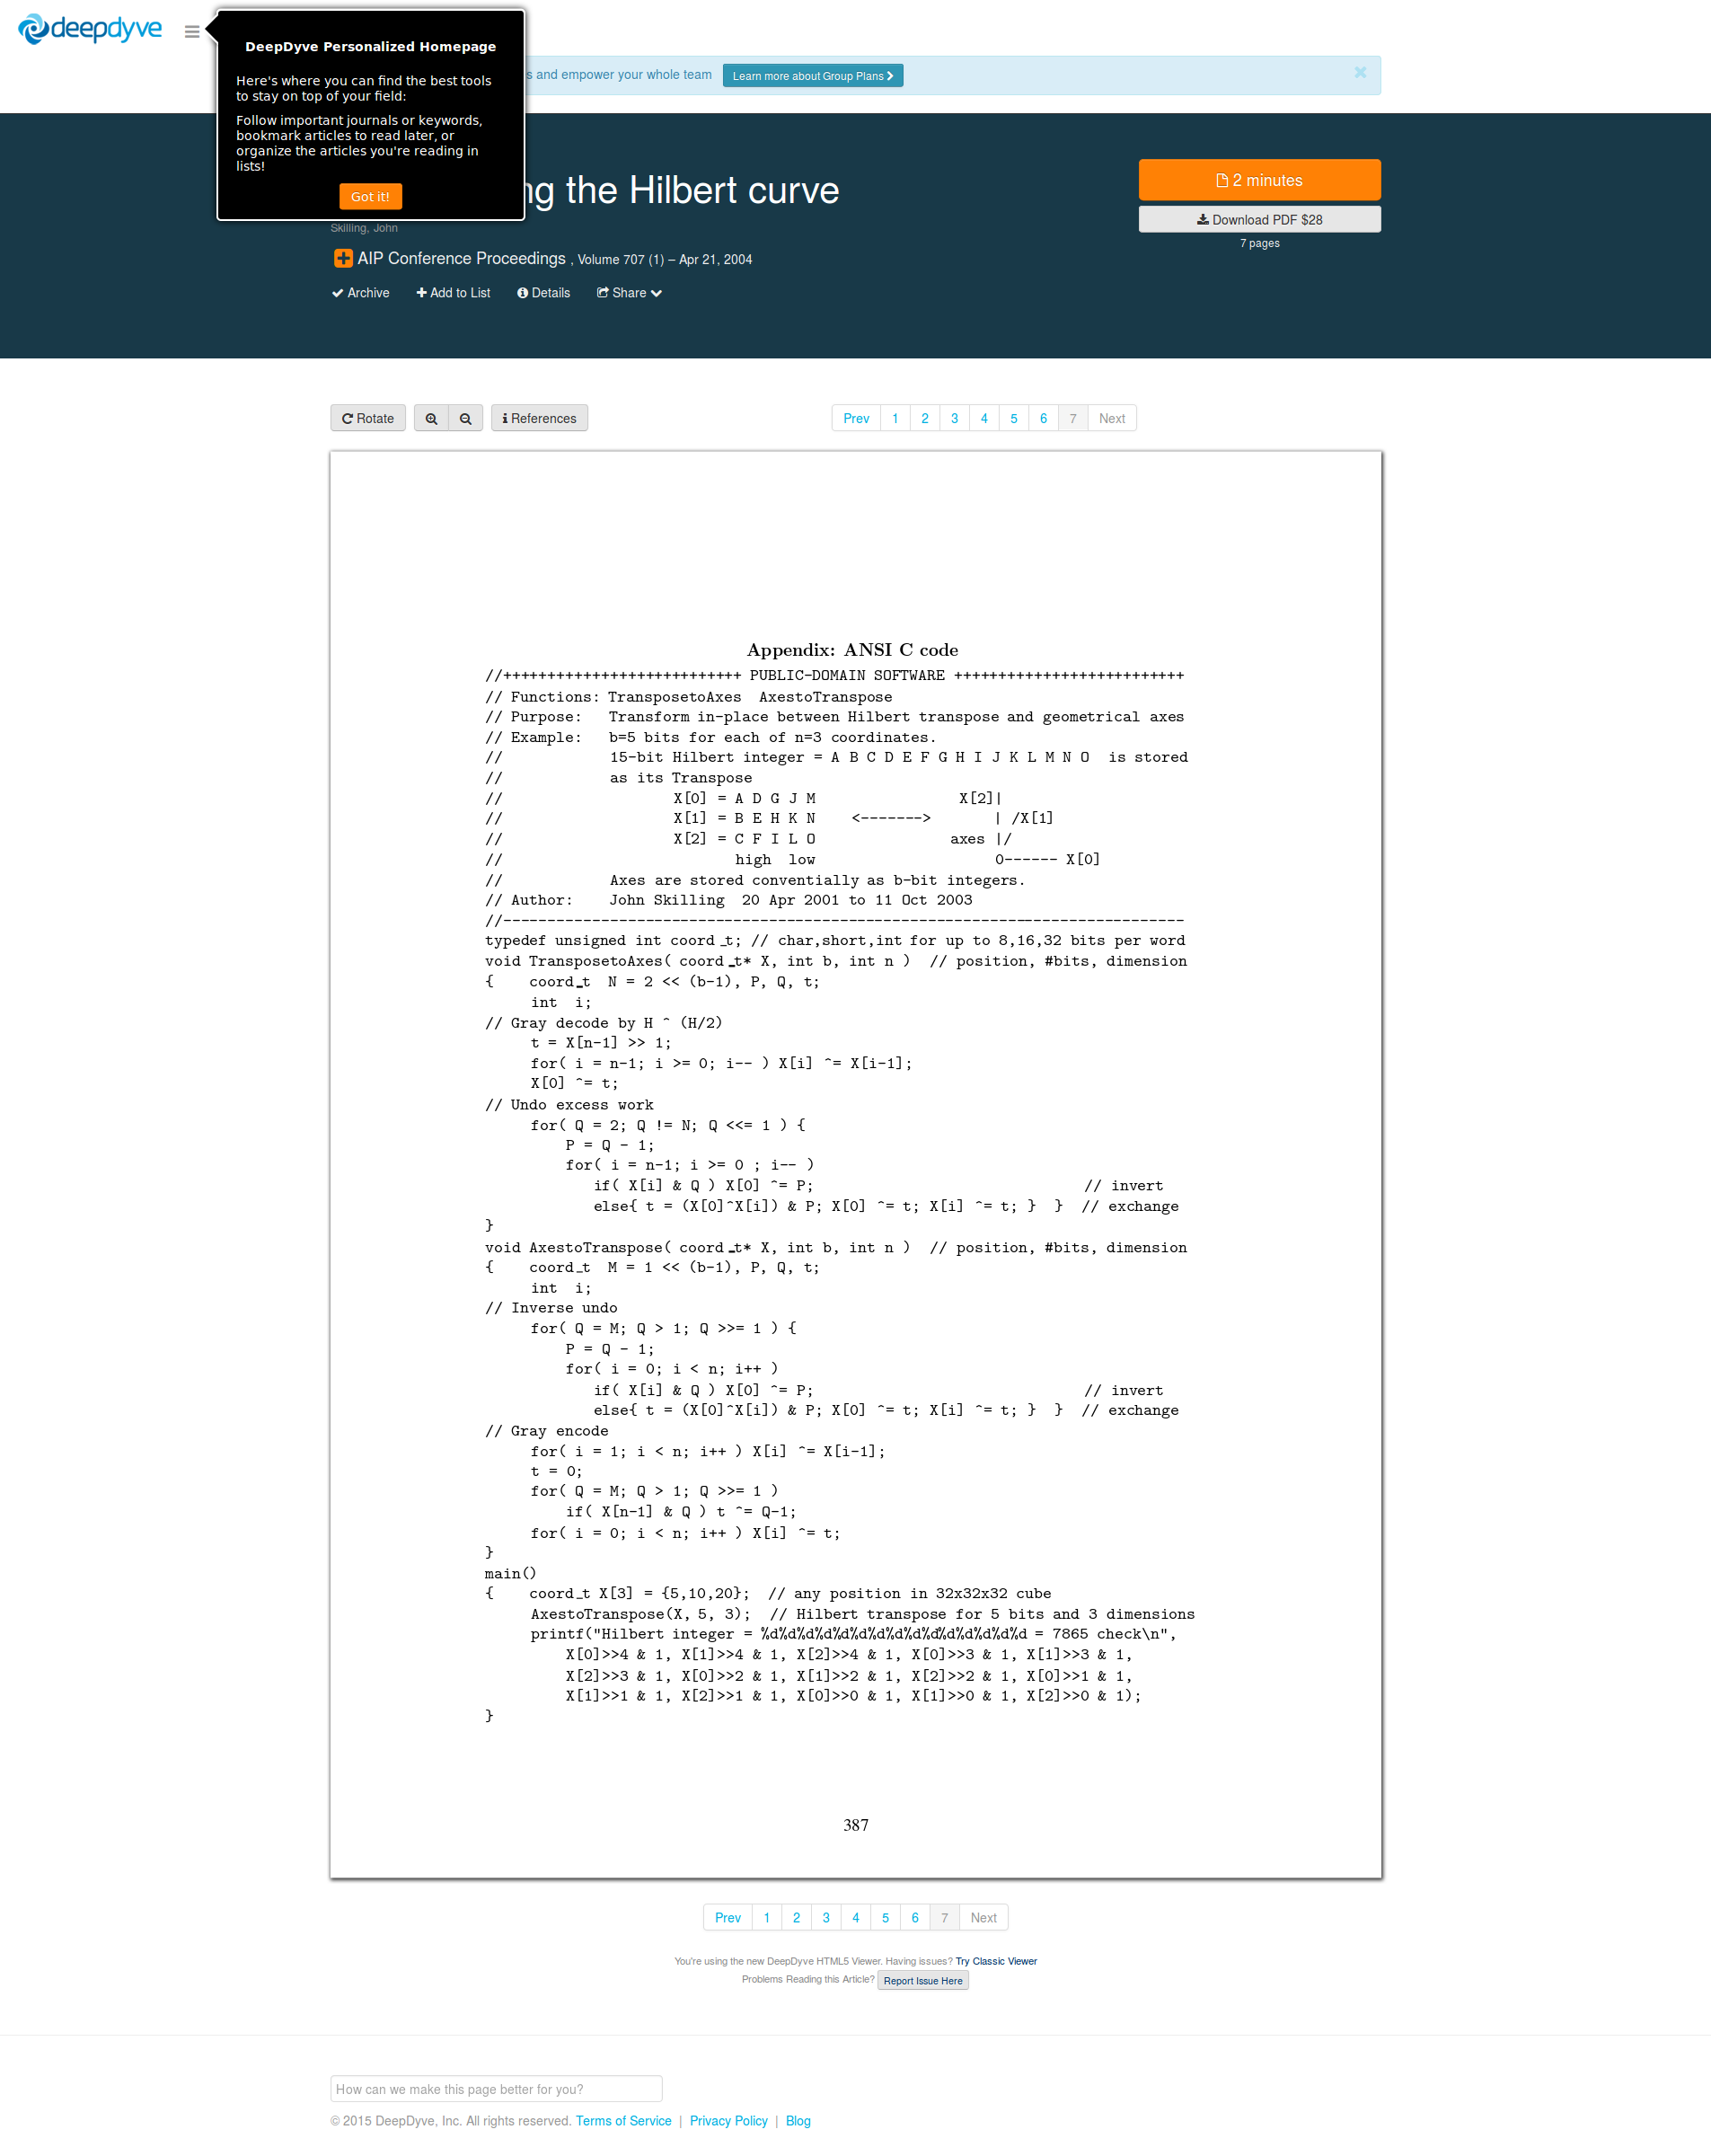 deepdyve
DeepDyve Personalized Homepage
Here's where you can find the best tools
to stay on top of your field:
Follow important journals or keywords,
bookmark articles to read later, or
organize the articles you're reading in
lists!
Got it!
s and empower your whole team Learn more about Group Plans
ng the Hilbert curve
Skilling, John
AIP Conference Proceedings , Volume 707 (1) – Apr 21, 2004
Archive Add to List Details Share
2 minutes
Download PDF $28
7 pages
Rotate References Prev 1 2 3 4 5 6 7 Next
Appendix: ANSI C code
//+++++++++++++++++++++++++++ PUBLIC-DOMAIN SOFTWARE ++++++++++++++++++++++++++
// Functions: TransposetoAxes  AxestoTranspose
// Purpose:   Transform in-place between Hilbert transpose and geometrical axes
// Example:   b=5 bits for each of n=3 coordinates.
//            15-bit Hilbert integer = A B C D E F G H I J K L M N O  is stored
//            as its Transpose
//                   X[0] = A D G J M                X[2]|
//                   X[1] = B E H K N    <------->       | /X[1]
//                   X[2] = C F I L O               axes |/
//                          high  low                    0------ X[0]
//            Axes are stored conventially as b-bit integers.
// Author:    John Skilling  20 Apr 2001 to 11 Oct 2003
//-----------------------------------------------------------------------------
typedef unsigned int coord_t; // char,short,int for up to 8,16,32 bits per word
void TransposetoAxes( coord_t* X, int b, int n )  // position, #bits, dimension
{    coord_t  N = 2 << (b-1), P, Q, t;
     int  i;
// Gray decode by H ^ (H/2)
     t = X[n-1] >> 1;
     for( i = n-1; i >= 0; i-- ) X[i] ^= X[i-1];
     X[0] ^= t;
// Undo excess work
     for( Q = 2; Q != N; Q <<= 1 ) {
         P = Q - 1;
         for( i = n-1; i >= 0 ; i-- )
            if( X[i] & Q ) X[0] ^= P;                              // invert
            else{ t = (X[0]^X[i]) & P; X[0] ^= t; X[i] ^= t; }  }  // exchange
}
void AxestoTranspose( coord_t* X, int b, int n )  // position, #bits, dimension
{    coord_t  M = 1 << (b-1), P, Q, t;
     int  i;
// Inverse undo
     for( Q = M; Q > 1; Q >>= 1 ) {
         P = Q - 1;
         for( i = 0; i < n; i++ )
            if( X[i] & Q ) X[0] ^= P;                              // invert
            else{ t = (X[0]^X[i]) & P; X[0] ^= t; X[i] ^= t; }  }  // exchange
// Gray encode
     for( i = 1; i < n; i++ ) X[i] ^= X[i-1];
     t = 0;
     for( Q = M; Q > 1; Q >>= 1 )
         if( X[n-1] & Q ) t ^= Q-1;
     for( i = 0; i < n; i++ ) X[i] ^= t;
}
main()
{    coord_t X[3] = {5,10,20};  // any position in 32x32x32 cube
     AxestoTranspose(X, 5, 3);  // Hilbert transpose for 5 bits and 3 dimensions
     printf("Hilbert integer = %d%d%d%d%d%d%d%d%d%d%d%d%d%d%d = 7865 check\n",
         X[0]>>4 & 1, X[1]>>4 & 1, X[2]>>4 & 1, X[0]>>3 & 1, X[1]>>3 & 1,
         X[2]>>3 & 1, X[0]>>2 & 1, X[1]>>2 & 1, X[2]>>2 & 1, X[0]>>1 & 1,
         X[1]>>1 & 1, X[2]>>1 & 1, X[0]>>0 & 1, X[1]>>0 & 1, X[2]>>0 & 1);
}
387
Prev 1 2 3 4 5 6 7 Next
You're using the new DeepDyve HTML5 Viewer. Having issues? Try Classic Viewer
Problems Reading this Article? Report Issue Here
How can we make this page better for you?
© 2015 DeepDyve, Inc. All rights reserved. Terms of Service | Privacy Policy | Blog